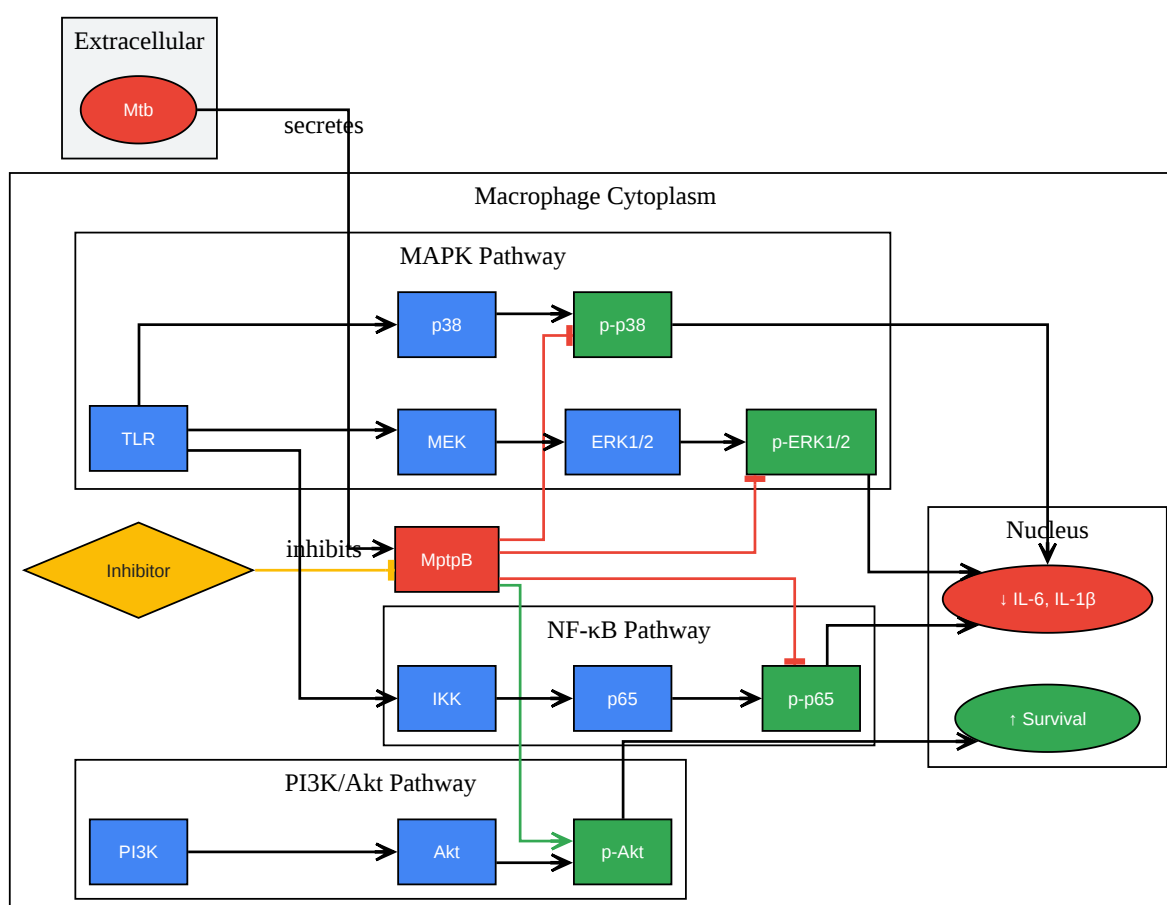 Extracellular
Mtb
secretes
Macrophage Cytoplasm
MAPK Pathway
p38
p-p38
TLR
MEK
ERK1/2
p-ERK1/2
Inhibitor
inhibits
MptpB
Nucleus
↓ IL-6, IL-1β
NF-κB Pathway
IKK
p65
p-p65
↑ Survival
PI3K/Akt Pathway
PI3K
Akt
p-Akt